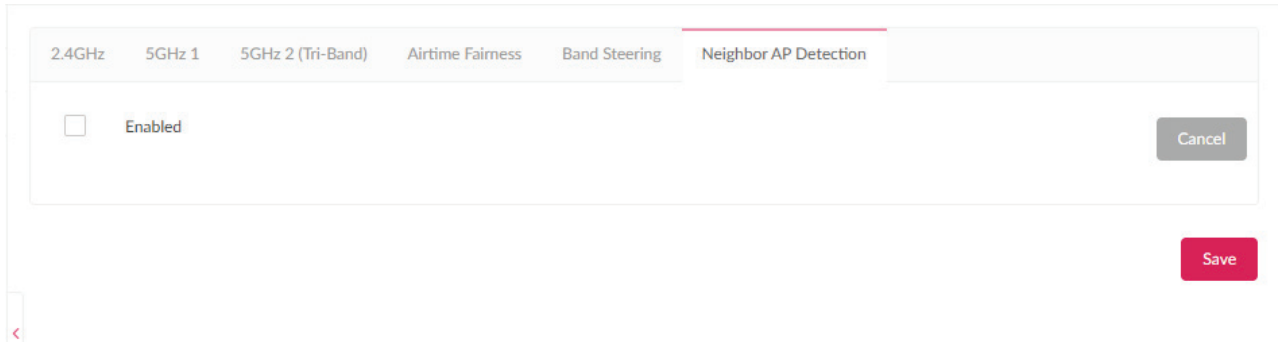 2.4GHz 5GHz 1 5GHz 2 (Tri-Band) Airtime Fairness Band Steering Neighbor AP Detection
Enabled
Cancel
Save